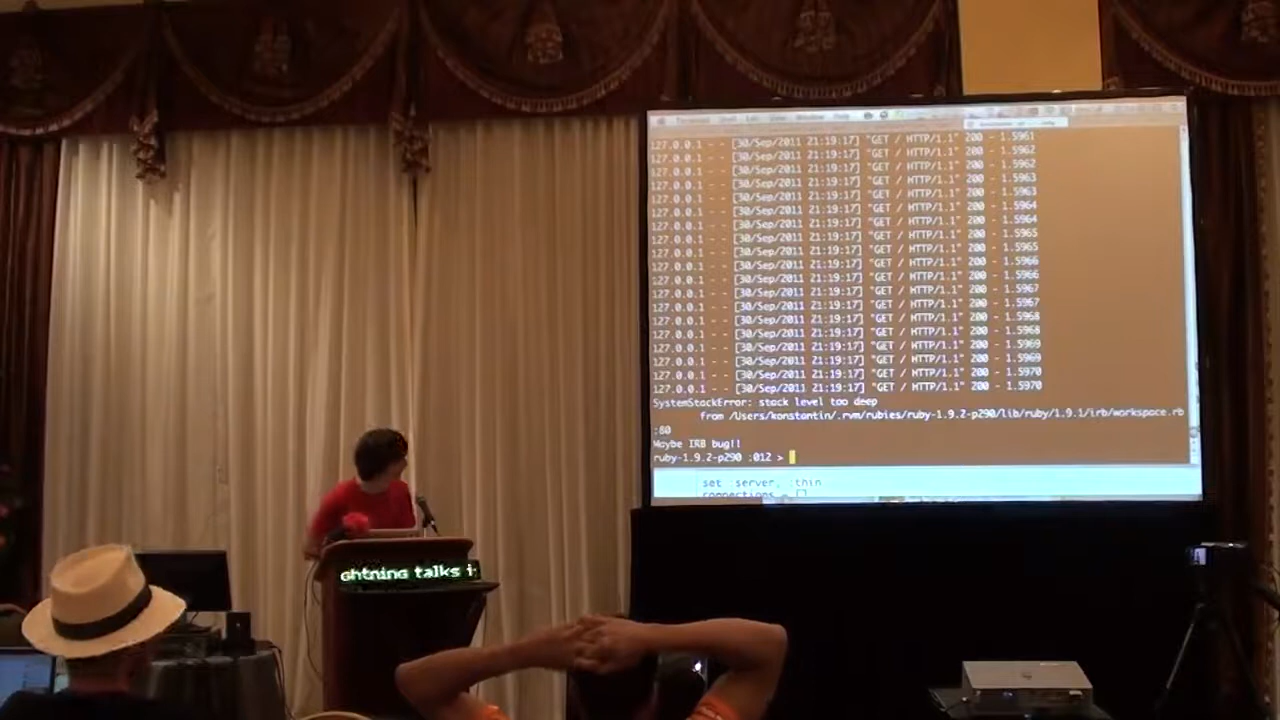 127.0.0.1 - - [30/Sep/2011 21:19:17] "GET / HTTP/1.1" 200 - 1.5961
127.0.0.1 - - [30/Sep/2011 21:19:17] "GET / HTTP/1.1" 200 - 1.5962
127.0.0.1 - - [30/Sep/2011 21:19:17] "GET / HTTP/1.1" 200 - 1.5962
127.0.0.1 - - [30/Sep/2011 21:19:17] "GET / HTTP/1.1" 200 - 1.5963
127.0.0.1 - - [30/Sep/2011 21:19:17] "GET / HTTP/1.1" 200 - 1.5963
127.0.0.1 - - [30/Sep/2011 21:19:17] "GET / HTTP/1.1" 200 - 1.5964
127.0.0.1 - - [30/Sep/2011 21:19:17] "GET / HTTP/1.1" 200 - 1.5964
127.0.0.1 - - [30/Sep/2011 21:19:17] "GET / HTTP/1.1" 200 - 1.5965
127.0.0.1 - - [30/Sep/2011 21:19:17] "GET / HTTP/1.1" 200 - 1.5965
127.0.0.1 - - [30/Sep/2011 21:19:17] "GET / HTTP/1.1" 200 - 1.5966
127.0.0.1 - - [30/Sep/2011 21:19:17] "GET / HTTP/1.1" 200 - 1.5966
127.0.0.1 - - [30/Sep/2011 21:19:17] "GET / HTTP/1.1" 200 - 1.5967
127.0.0.1 - - [30/Sep/2011 21:19:17] "GET / HTTP/1.1" 200 - 1.5967
127.0.0.1 - - [30/Sep/2011 21:19:17] "GET / HTTP/1.1" 200 - 1.5968
127.0.0.1 - - [30/Sep/2011 21:19:17] "GET / HTTP/1.1" 200 - 1.5968
127.0.0.1 - - [30/Sep/2011 21:19:17] "GET / HTTP/1.1" 200 - 1.5969
127.0.0.1 - - [30/Sep/2011 21:19:17] "GET / HTTP/1.1" 200 - 1.5969
127.0.0.1 - - [30/Sep/2011 21:19:17] "GET / HTTP/1.1" 200 - 1.5970
127.0.0.1 - - [30/Sep/2011 21:19:17] "GET / HTTP/1.1" 200 - 1.5970
SystemStackError: stack level too deep
from /Users/konstantin/.rvm/rubies/ruby-1.9.2-p290/lib/ruby/1.9.1/irb/workspace.rb
:80
Maybe IRB bug!!
ruby-1.9.2-p290 :012 >
set :server, :thin
connections = []
ghtning talks i